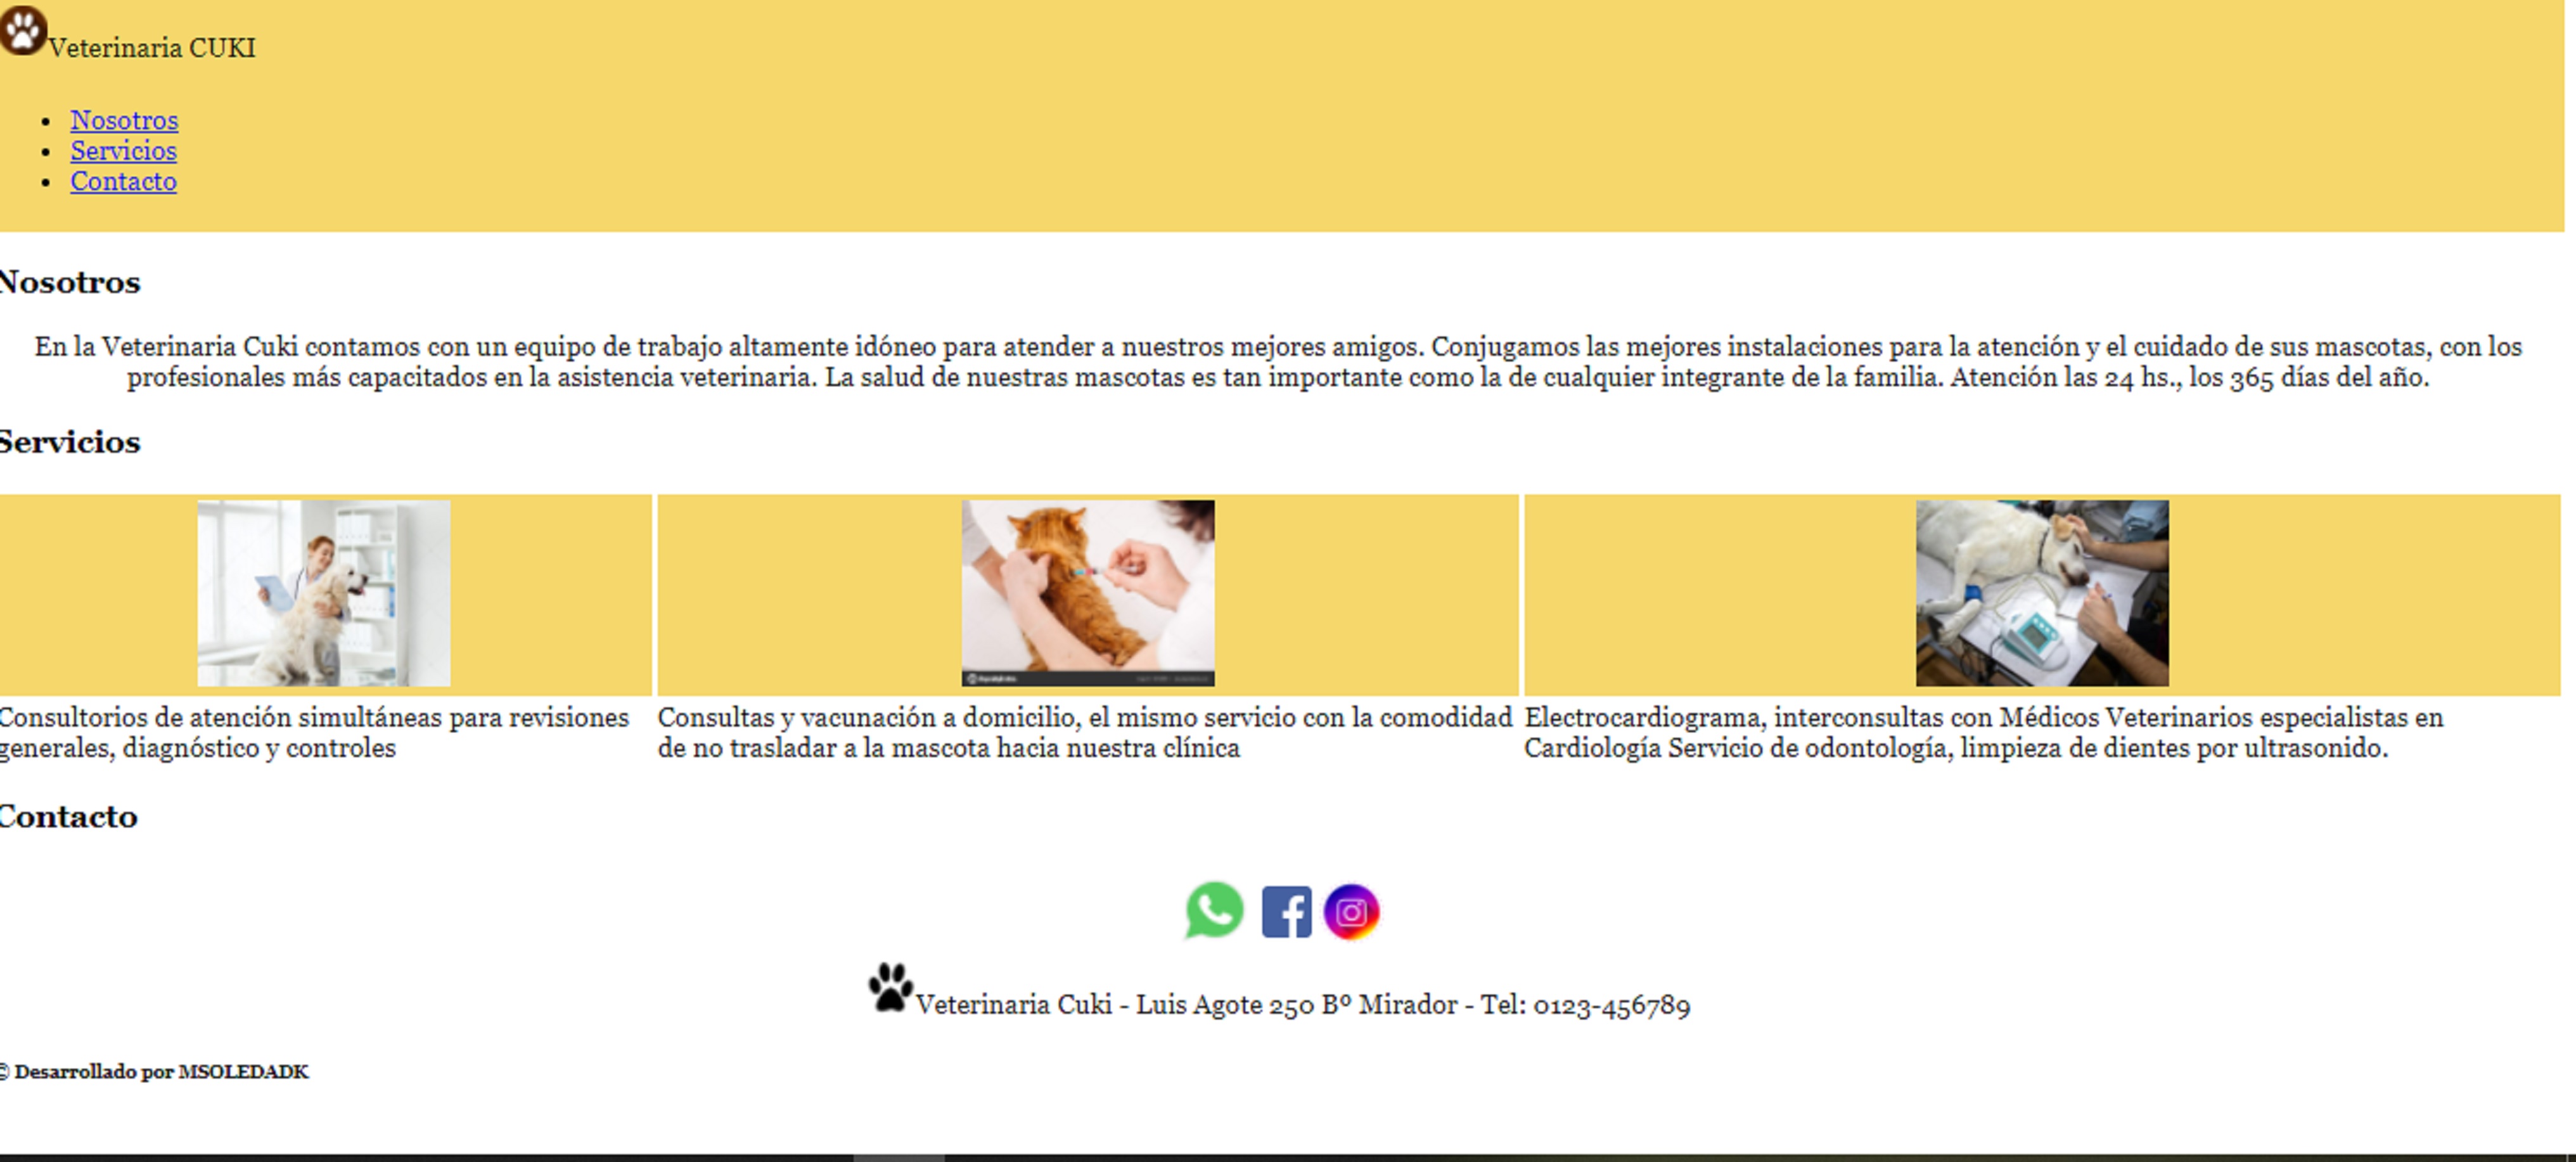 Veterinaria CUKI
Nosotros
Servicios
Contacto
Nosotros
En la Veterinaria Cuki contamos con un equipo de trabajo altamente idóneo para atender a nuestros mejores amigos. Conjugamos las mejores instalaciones para la atención y el cuidado de sus mascotas, con los
profesionales más capacitados en la asistencia veterinaria. La salud de nuestras mascotas es tan importante como la de cualquier integrante de la familia. Atención las 24 hs., los 365 días del año.
Servicios
Consultorios de atención simultáneas para revisiones
generales, diagnóstico y controles
Consultas y vacunación a domicilio, el mismo servicio con la comodidad
de no trasladar a la mascota hacia nuestra clínica
Electrocardiograma, interconsultas con Médicos Veterinarios especialistas en
Cardiología Servicio de odontología, limpieza de dientes por ultrasonido.
Contacto
Veterinaria Cuki - Luis Agote 250 Bº Mirador - Tel: 0123-456789
© Desarrollado por MSOLEDADK